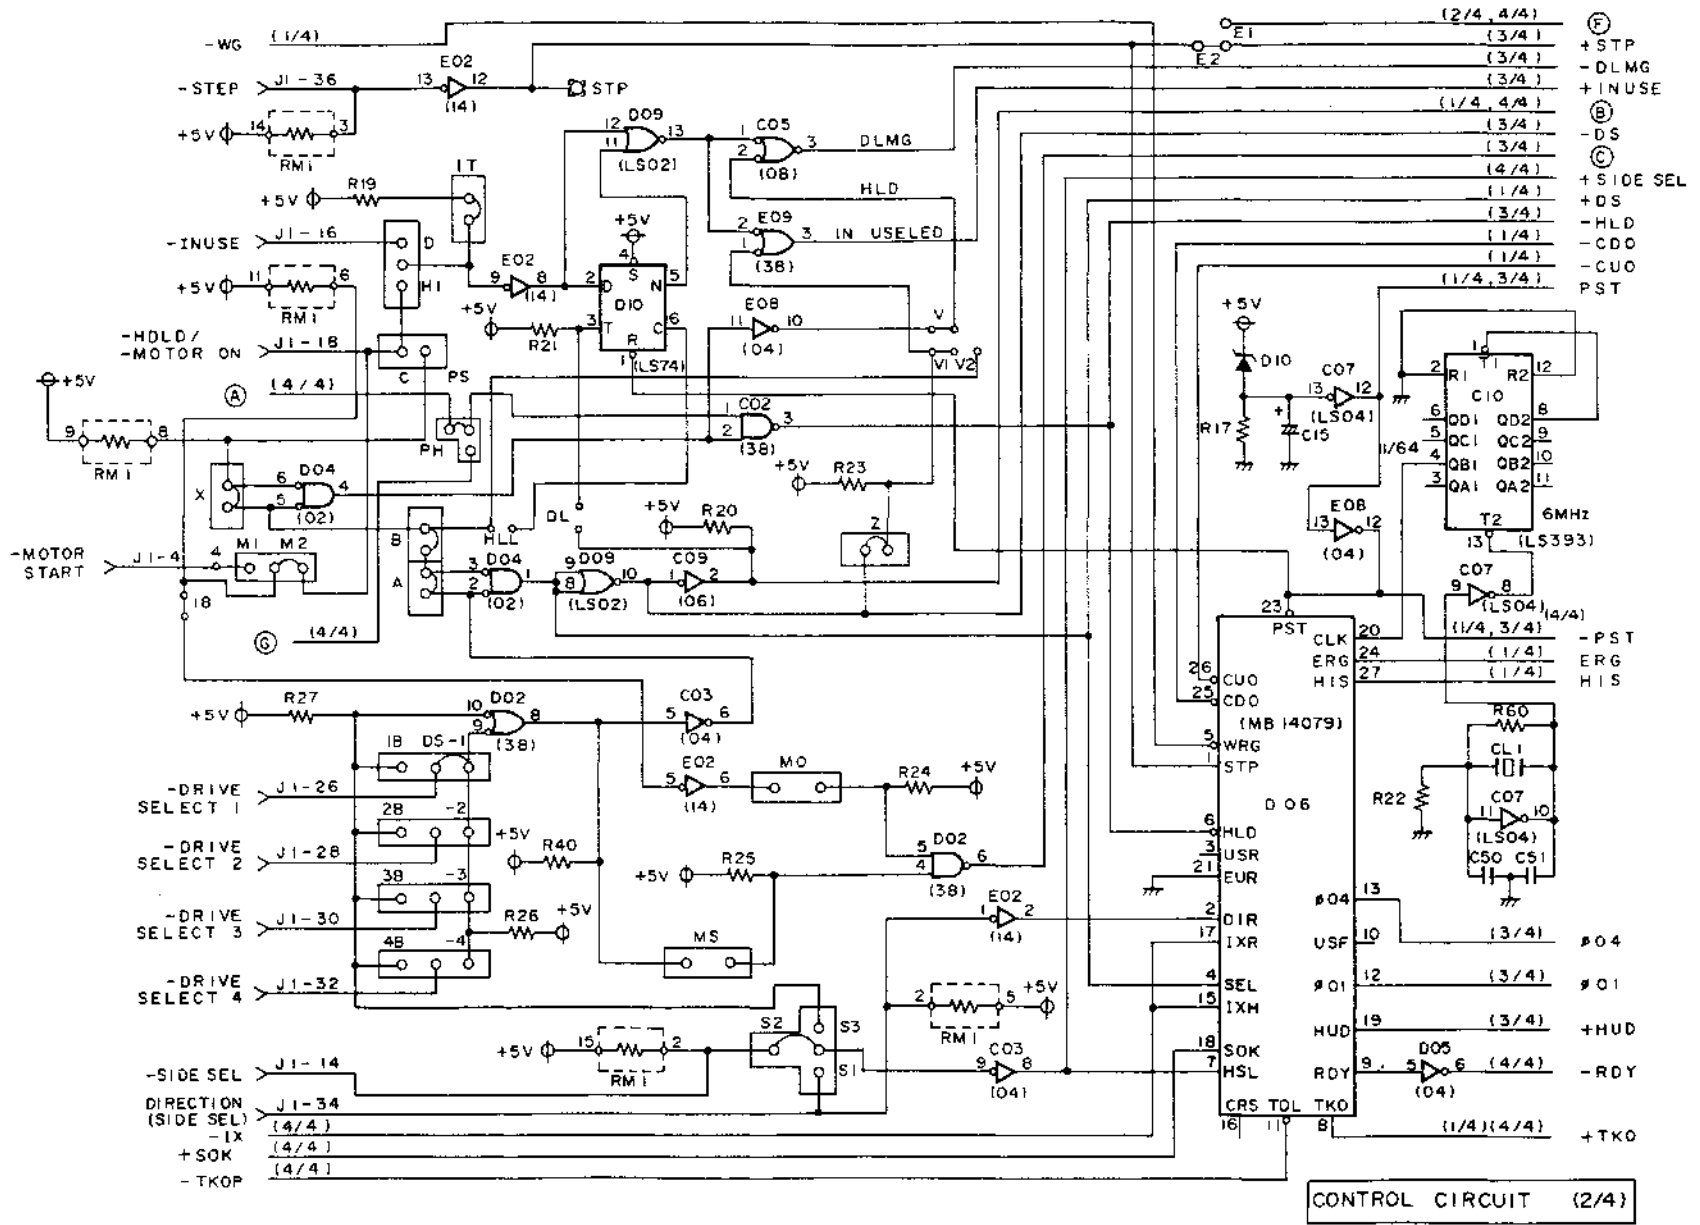 -WG (1/4)
(2/4, 4/4) F
E1
(3/4) +STP
E2
(3/4) -DLMG
(3/4) +INUSE
(1/4, 4/4) B
(3/4) -DS
(3/4) C
(4/4) +SIDE SEL
(1/4) +DS
(3/4) -HLD
(1/4) -CDO
(1/4) -CUO
(1/4, 3/4) PST
-STEP J1-36 13 E02 12 (14) STP
+5V 14 3 RM1
+5V R19 IT
-INUSE J1-16 D
+5V 11 6 RM1 HI
-HDLD/
-MOTOR ON J1-18 C
A (4/4) PS
+5V
9 8 RM1
PH
X 6 5 D04 4 (02)
-MOTOR START J1-4 4 M1 M2
18
G (4/4)
9 E02 8 (14)
+5V R21
12 11 D09 13 (LS02)
1 2 C05 3 (08) DLMG
HLD
2 1 E09 3 (38) IN USELED
+5V 4
S 2 D N 5
D10
3 T C 6
R 1 (LS74)
11 E08 10 (04)
V
V1 V2
1 2 C02 3 (38)
+5V R23
Z
DL
+5V R20
B HLL
A 3 2 D04 1 (02)
9 8 D09 10 (LS02)
1 C09 2 (06)
+5V
D10
R17 C15
13 C07 12 (LS04)
13 E08 12 (04)
1 T1
2 R1 R2 12
C10
6 QD1 QD2 8
5 QC1 QC2 9
1/64
4 QB1 QB2 10
3 QA1 QA2 11
T2 6MHz
13 (LS393)
9 C07 8 (LS04) (4/4)
(1/4, 3/4) -PST
(1/4) ERG
(1/4) HIS
23 PST
CLK 20
ERG 24
HIS 27
26 CUO
25 CDO
(MB 14079)
5 WRG
1 STP
D06
6 HLD
3 USR
21 EUR
2 DIR
17 IXR
4 SEL
15 IXH
18 SOK
7 HSL
ø04 13
USF 10
ø01 12
HUD 19
RDY 9
CRS TDL TKO
16 11 8
+5V R27
10 9 D02 8 (38)
5 C03 6 (04)
1B DS-1
-DRIVE SELECT 1 J1-26
2B -2
-DRIVE SELECT 2 J1-28
3B -3
-DRIVE SELECT 3 J1-30
4B -4
-DRIVE SELECT 4 J1-32
+5V R40
R26 +5V
5 E02 6 (14)
MO
R24 +5V
+5V R25
5 4 D02 6 (38)
MS
1 E02 2 (14)
2 5 +5V RM1
S2 S3
S1
+5V 15 2 RM1
9 C03 8 (04)
-SIDE SEL J1-14
DIRECTION (SIDE SEL) J1-34
-IX (4/4)
+SOK (4/4)
-TKOP (4/4)
R60
CL1
R22
11 C07 10 (LS04)
C50 C51
(3/4) ø04
(3/4) ø01
(3/4) +HUD
5 D05 6 (04) (4/4) -RDY
(1/4)(4/4) +TKO
CONTROL CIRCUIT (2/4)